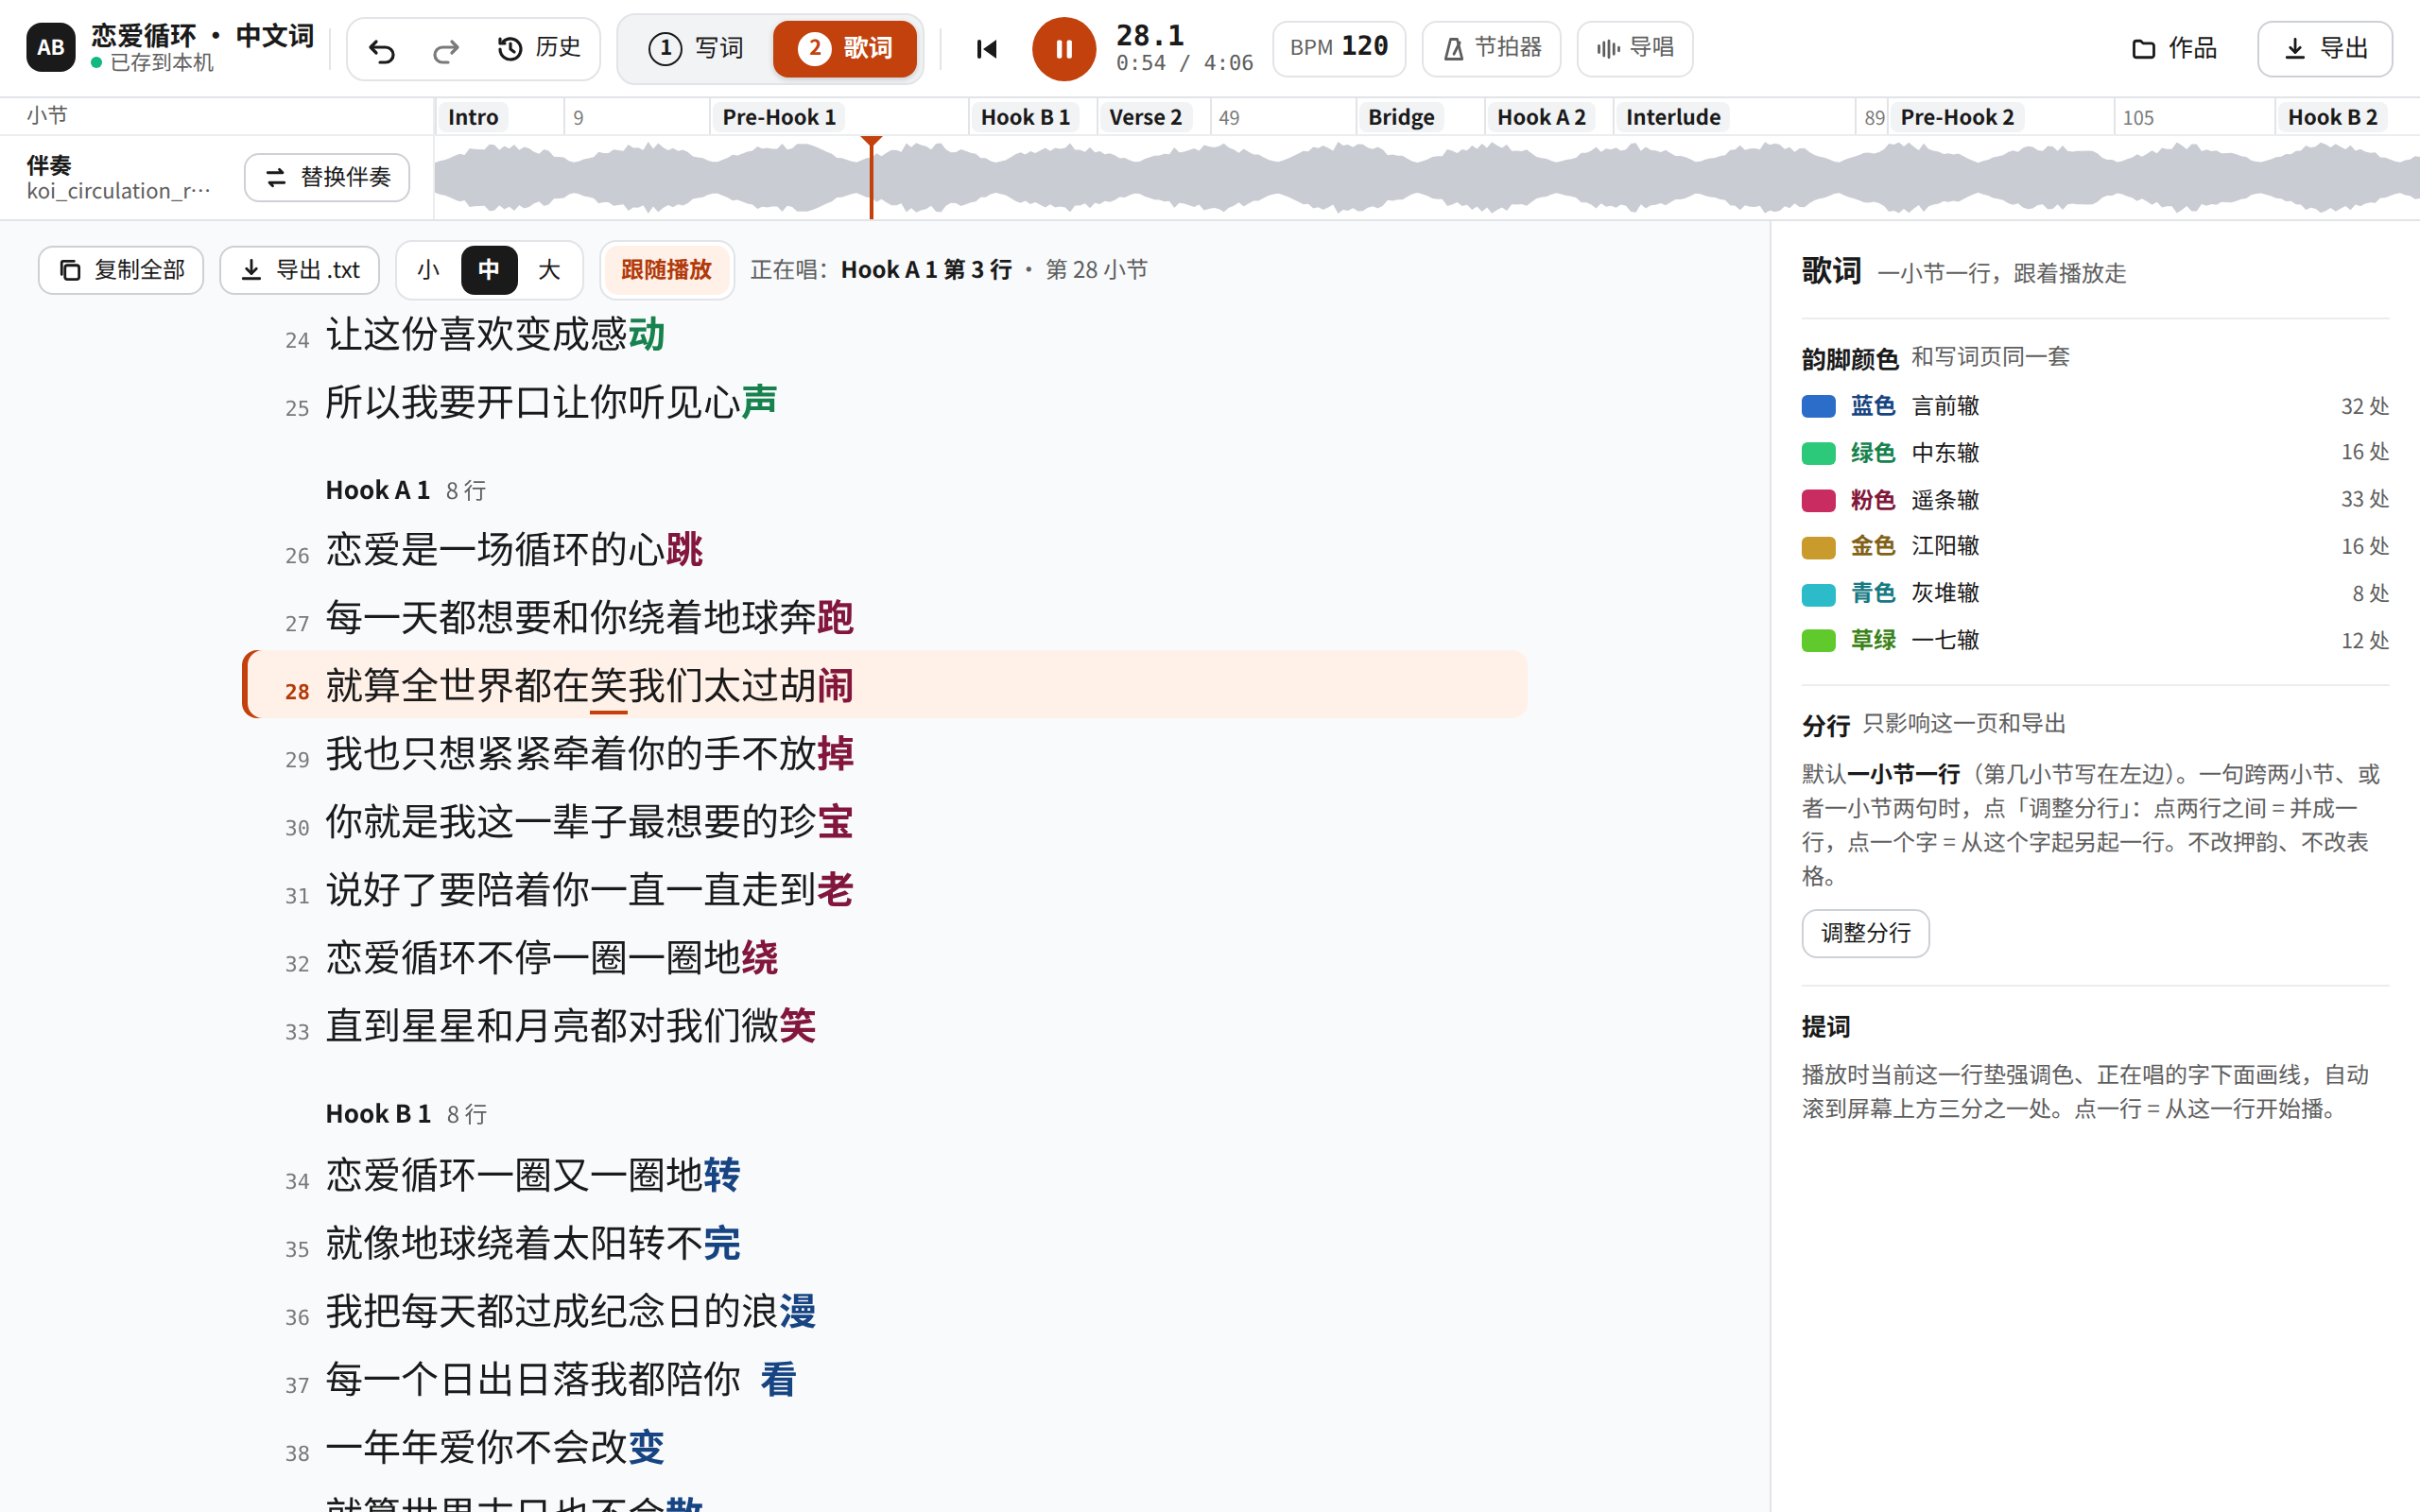 AB 恋爱循环 · 中文词
已存到本机
历史
1 写词
2 歌词
28.1
0:54 / 4:06
BPM 120
节拍器
导唱
作品
导出
小节
Intro 9 Pre-Hook 1 Hook B 1 Verse 2 49 Bridge Hook A 2 Interlude 89 Pre-Hook 2 105 Hook B 2
伴奏
koi_circulation_r…
替换伴奏
复制全部 导出 .txt 小 中 大 跟随播放 正在唱：Hook A 1 第 3 行 · 第 28 小节
24 让这份喜欢变成感动
25 所以我要开口让你听见心声
Hook A 1 8 行
26 恋爱是一场循环的心跳
27 每一天都想要和你绕着地球奔跑
28 就算全世界都在笑我们太过胡闹
29 我也只想紧紧牵着你的手不放掉
30 你就是我这一辈子最想要的珍宝
31 说好了要陪着你一直一直走到老
32 恋爱循环不停一圈一圈地绕
33 直到星星和月亮都对我们微笑
Hook B 1 8 行
34 恋爱循环一圈又一圈地转
35 就像地球绕着太阳转不完
36 我把每天都过成纪念日的浪漫
37 每一个日出日落我都陪你 看
38 一年年爱你不会改变
就算世界末日也不会散
歌词 一小节一行，跟着播放走
韵脚颜色 和写词页同一套
蓝色 言前辙 32 处
绿色 中东辙 16 处
粉色 遥条辙 33 处
金色 江阳辙 16 处
青色 灰堆辙 8 处
草绿 一七辙 12 处
分行 只影响这一页和导出
默认一小节一行（第几小节写在左边）。一句跨两小节、或
者一小节两句时，点「调整分行」：点两行之间 = 并成一
行，点一个字 = 从这个字起另起一行。不改押韵、不改表
格。
调整分行
提词
播放时当前这一行垫强调色、正在唱的字下面画线，自动
滚到屏幕上方三分之一处。点一行 = 从这一行开始播。